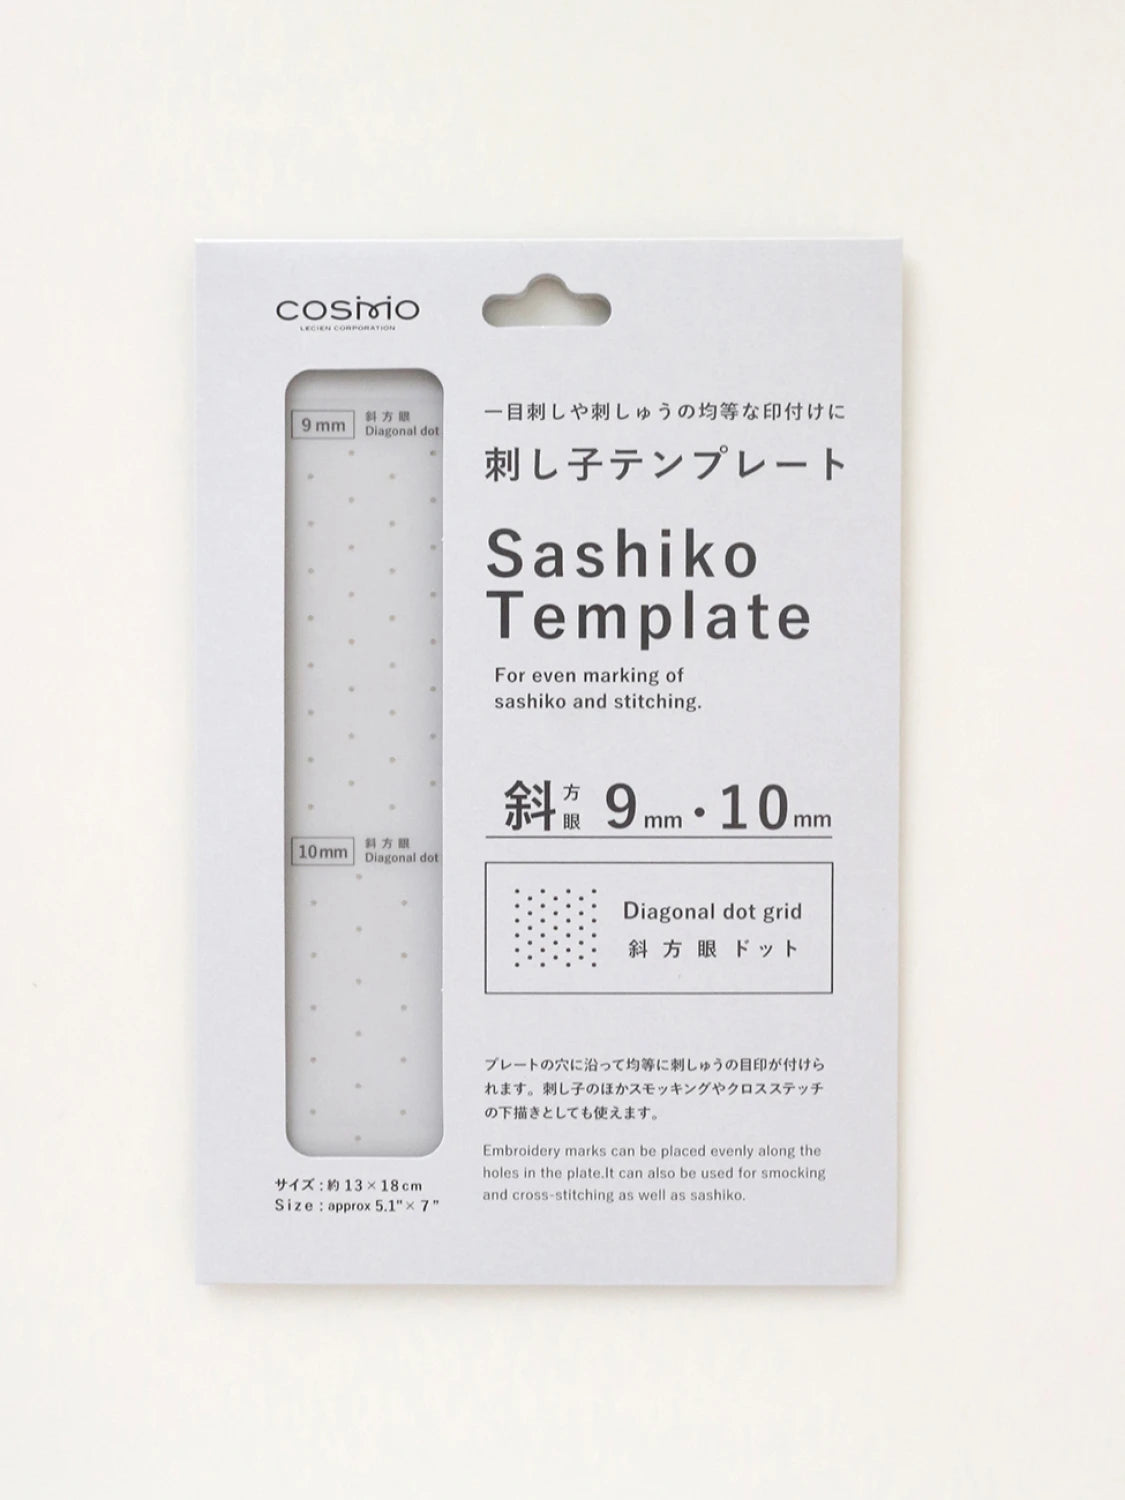 COSMO
LECIEN CORPORATION
9mm
斜方眼
Diagonal dot
10mm
斜方眼
Diagonal dot
サイズ:約13×18cm
Size:approx 5.1"×7"
一目刺しや刺しゅうの均等な印付けに
刺し子テンプレート
Sashiko
Template
For even marking of
sashiko and stitching.
斜方眼 9mm・10mm
Diagonal dot grid
斜方眼ドット
プレートの穴に沿って均等に刺しゅうの目印が付けら
れます。刺し子のほかスモッキングやクロスステッチ
の下描きとしても使えます。
Embroidery marks can be placed evenly along the
holes in the plate.It can also be used for smocking
and cross-stitching as well as sashiko.